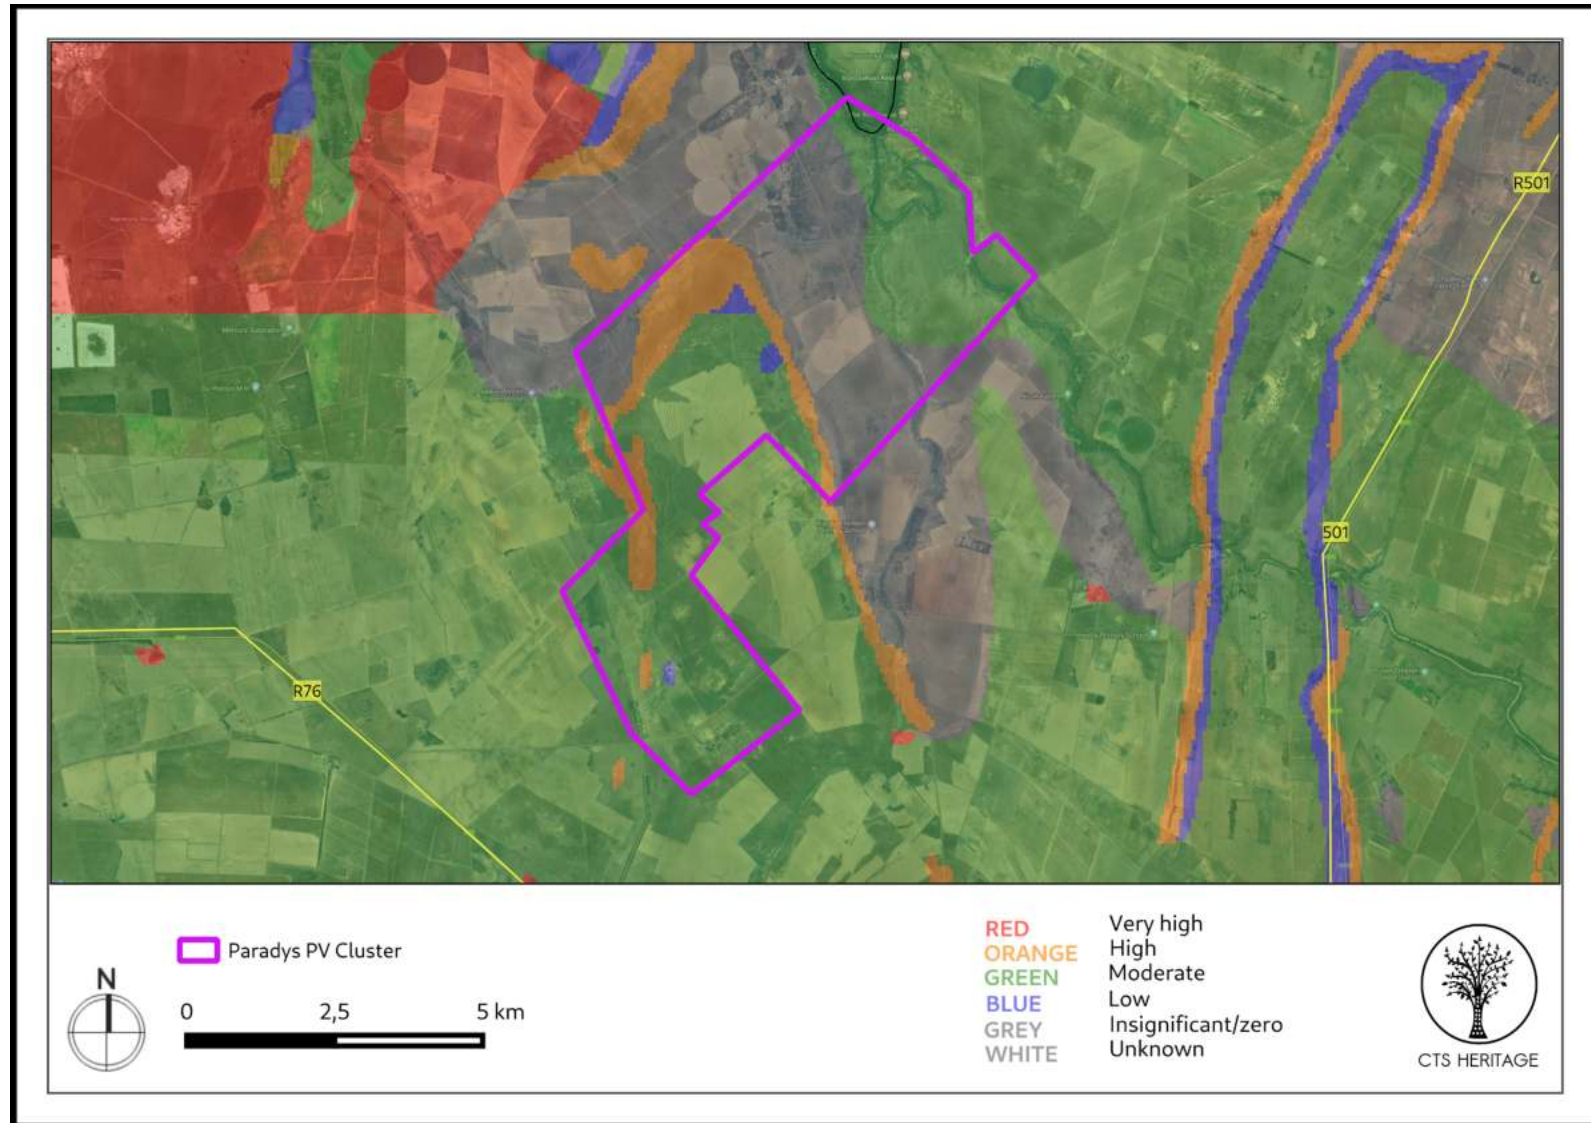 R501
501
R76
Paradys PV Cluster
N
0 2,5 5 km
RED Very high
ORANGE High
GREEN Moderate
BLUE Low
GREY Insignificant/zero
WHITE Unknown
CTS HERITAGE